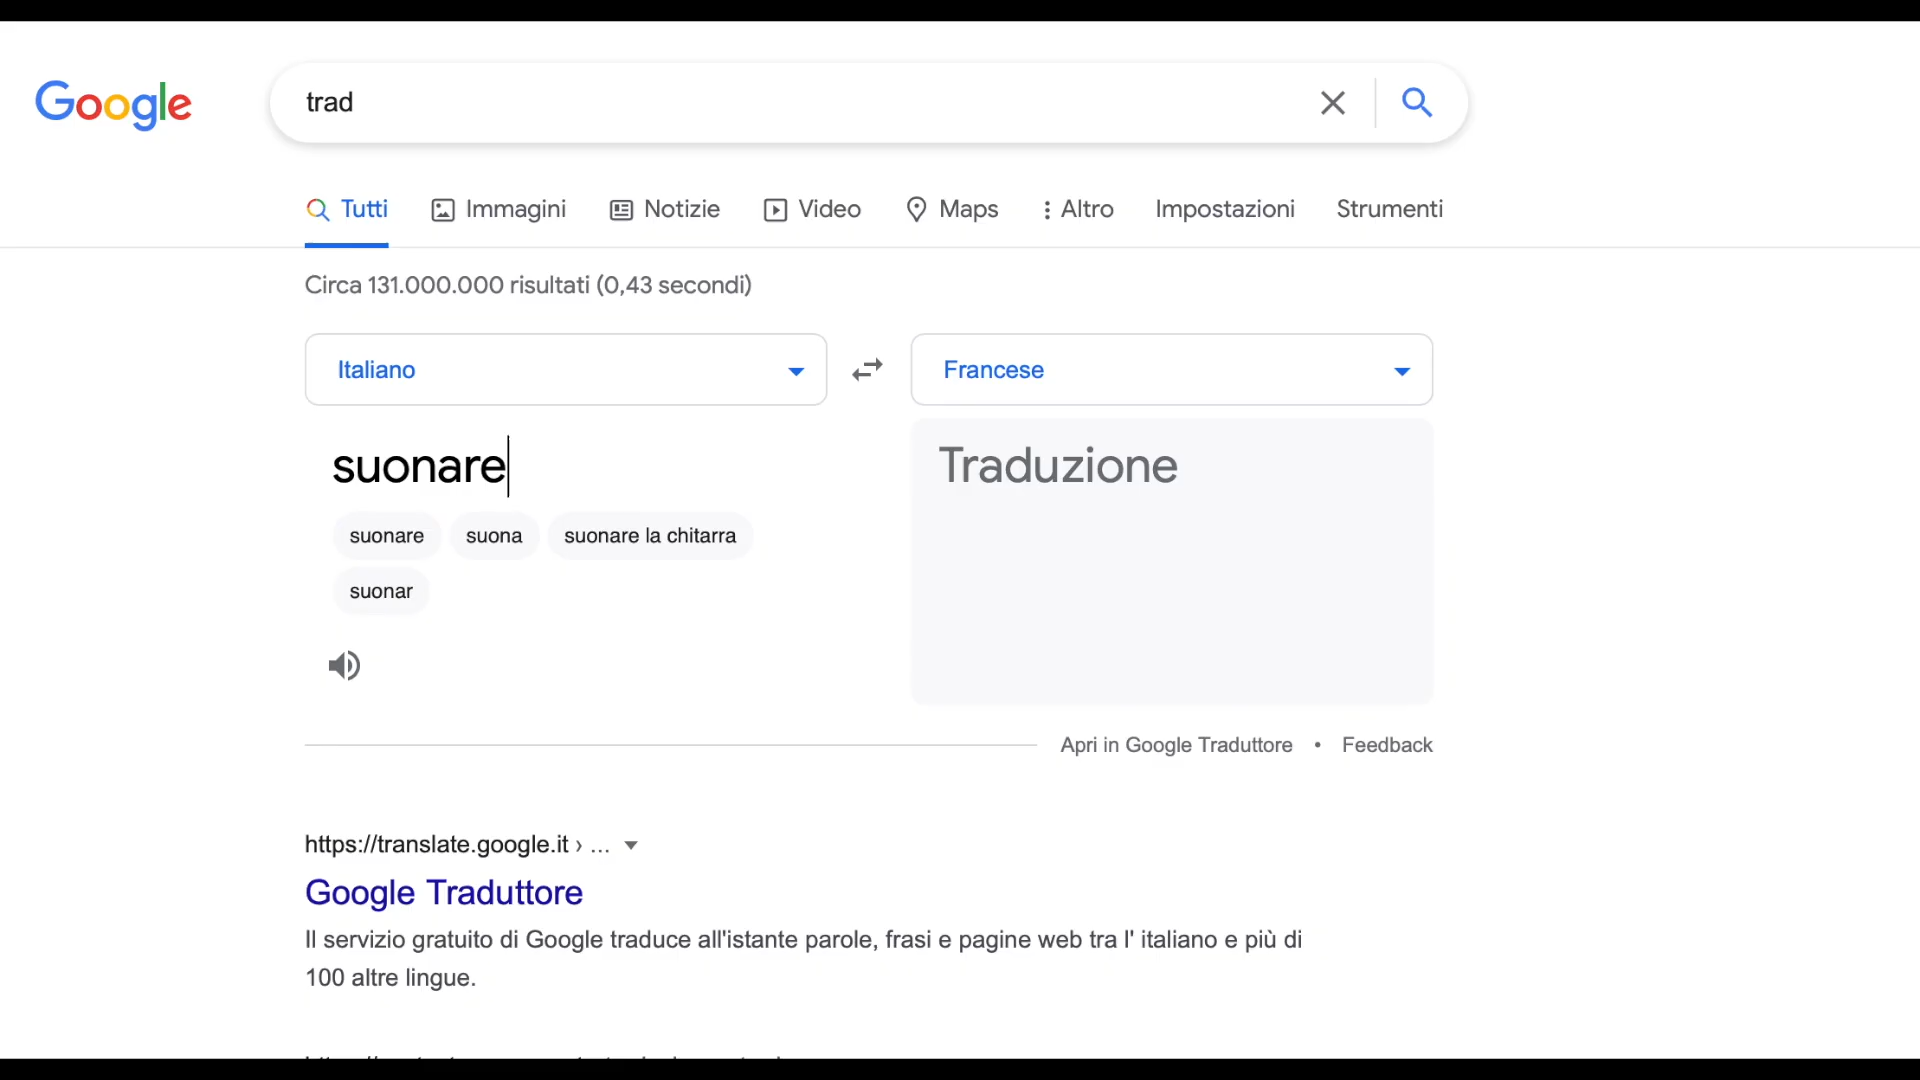 Google
trad
Tutti Immagini Notizie Video Maps Altro Impostazioni Strumenti
Circa 131.000.000 risultati (0,43 secondi)
Italiano Francese
suonare Traduzione
suonare suona suonare la chitarra
suonar
Apri in Google Traduttore • Feedback
https://translate.google.it › ...
Google Traduttore
Il servizio gratuito di Google traduce all'istante parole, frasi e pagine web tra l' italiano e più di
100 altre lingue.